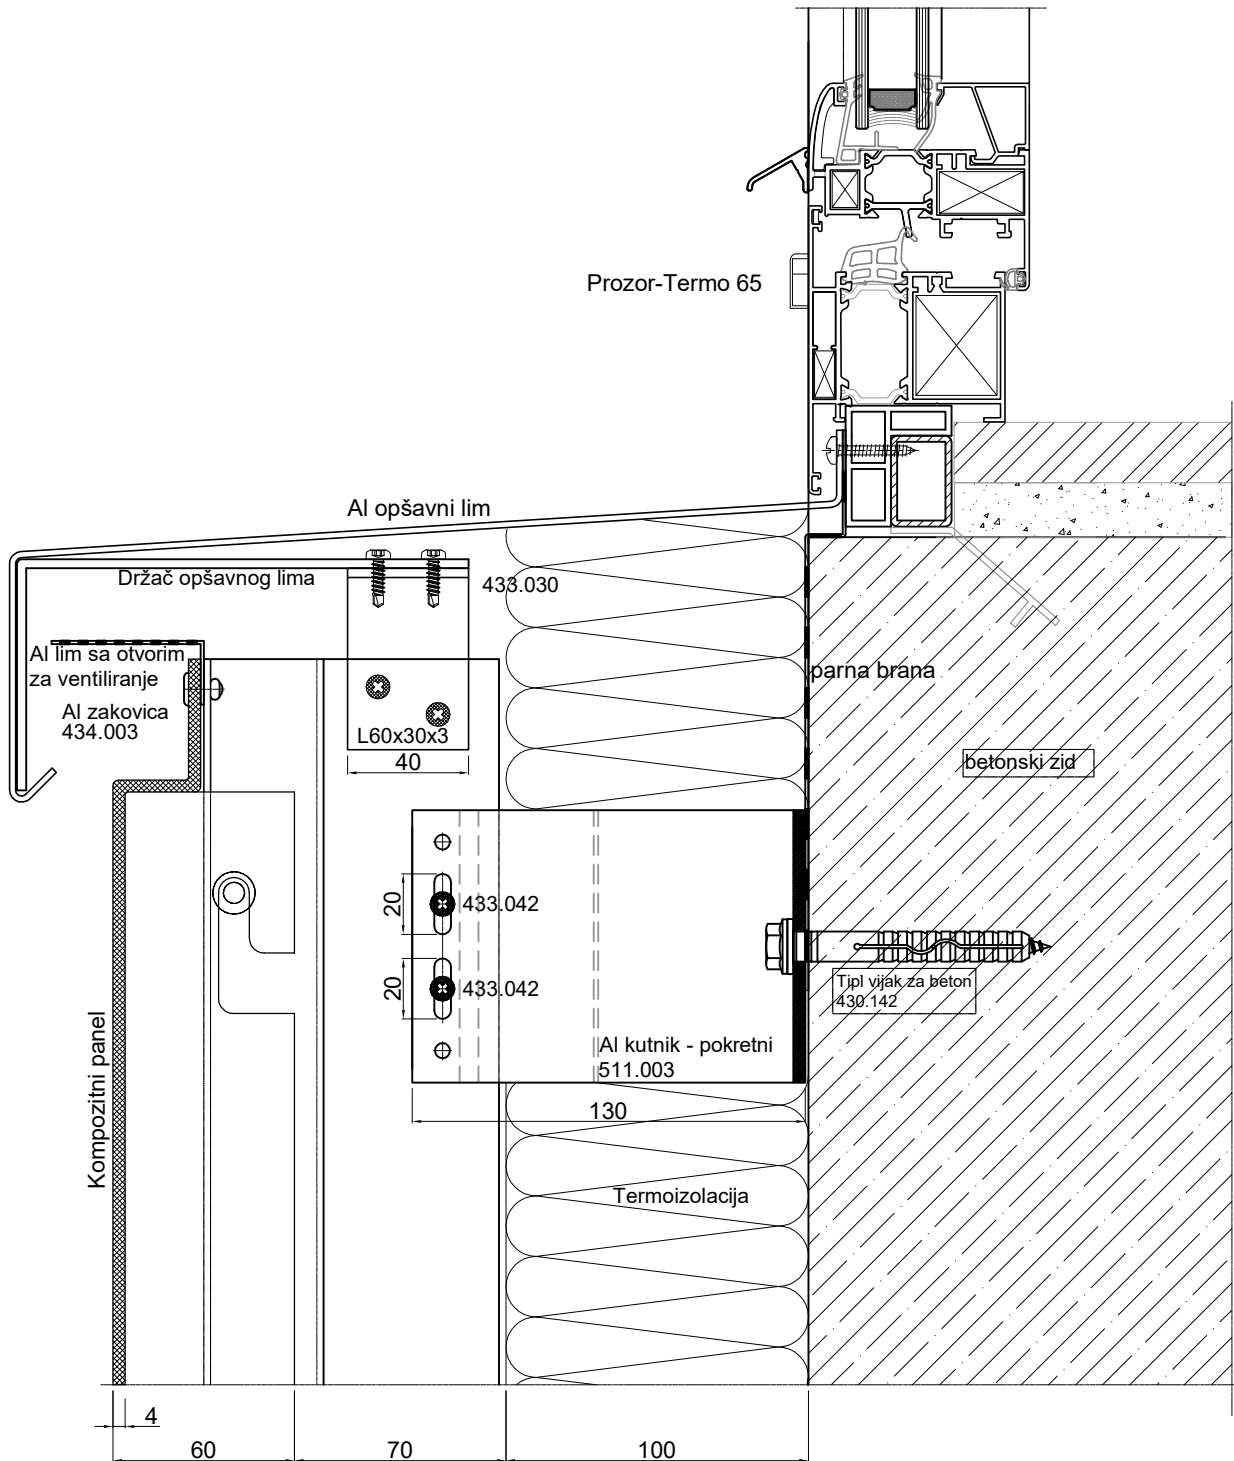 Prozor-Termo 65
Al opšavni lim
Držač opšavnog lima
433.030
Al lim sa otvorim
za ventiliranje
Al zakovica
434.003
L60x30x3
40
parna brana
betonski zid
20
433.042
20
433.042
Tipl vijak za beton
430.142
Al kutnik - pokretni
511.003
130
Kompozitni panel
Termoizolacija
4
60
70
100